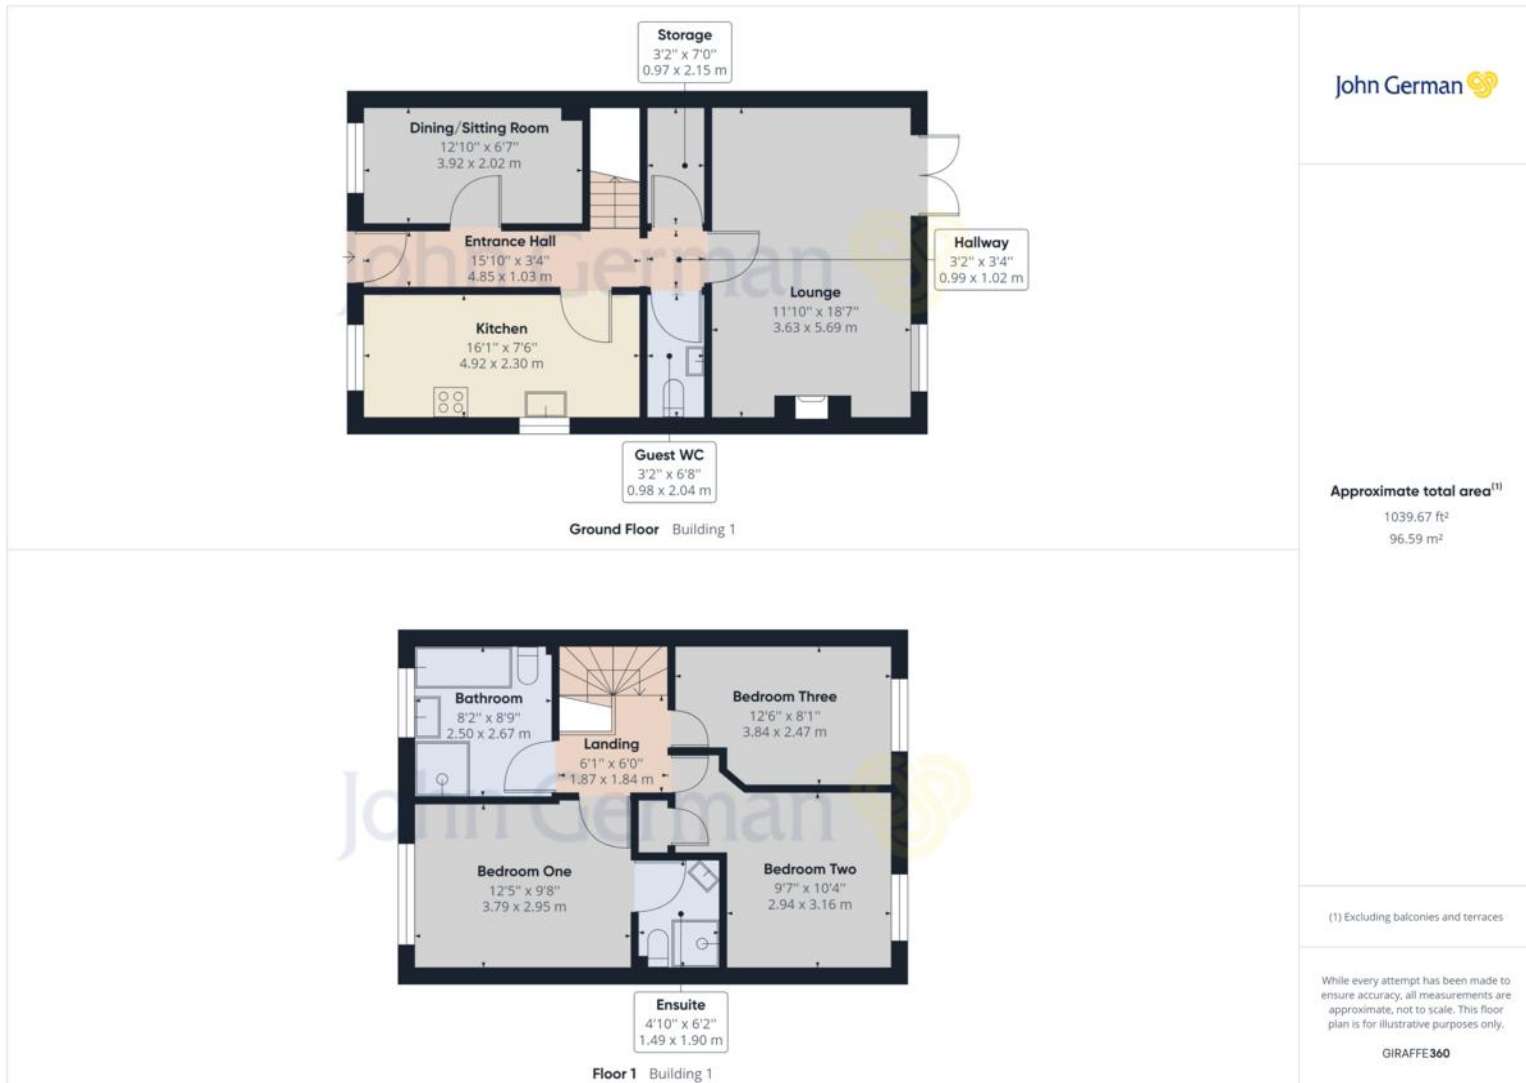 Storage
3'2" x 7'0"
0.97 x 2.15 m
Dining/Sitting Room
12'10" x 6'7"
3.92 x 2.02 m
Entrance Hall
15'10" x 3'4"
4.85 x 1.03 m
Hallway
3'2" x 3'4"
0.99 x 1.02 m
Lounge
11'10" x 18'7"
3.63 x 5.69 m
Kitchen
16'1" x 7'6"
4.92 x 2.30 m
Guest WC
3'2" x 6'8"
0.98 x 2.04 m
John German
Ground Floor Building 1
Bathroom
8'2" x 8'9"
2.50 x 2.67 m
Landing
6'1" x 6'0"
1.87 x 1.84 m
Bedroom Three
12'6" x 8'1"
3.84 x 2.47 m
Bedroom One
12'5" x 9'8"
3.79 x 2.95 m
Bedroom Two
9'7" x 10'4"
2.94 x 3.16 m
Ensuite
4'10" x 6'2"
1.49 x 1.90 m
John German
Floor 1 Building 1
John German
Approximate total area(1)
1039.67 ft²
96.59 m²
(1) Excluding balconies and terraces
While every attempt has been made to
ensure accuracy, all measurements are
approximate, not to scale. This floor
plan is for illustrative purposes only.
GIRAFFE360